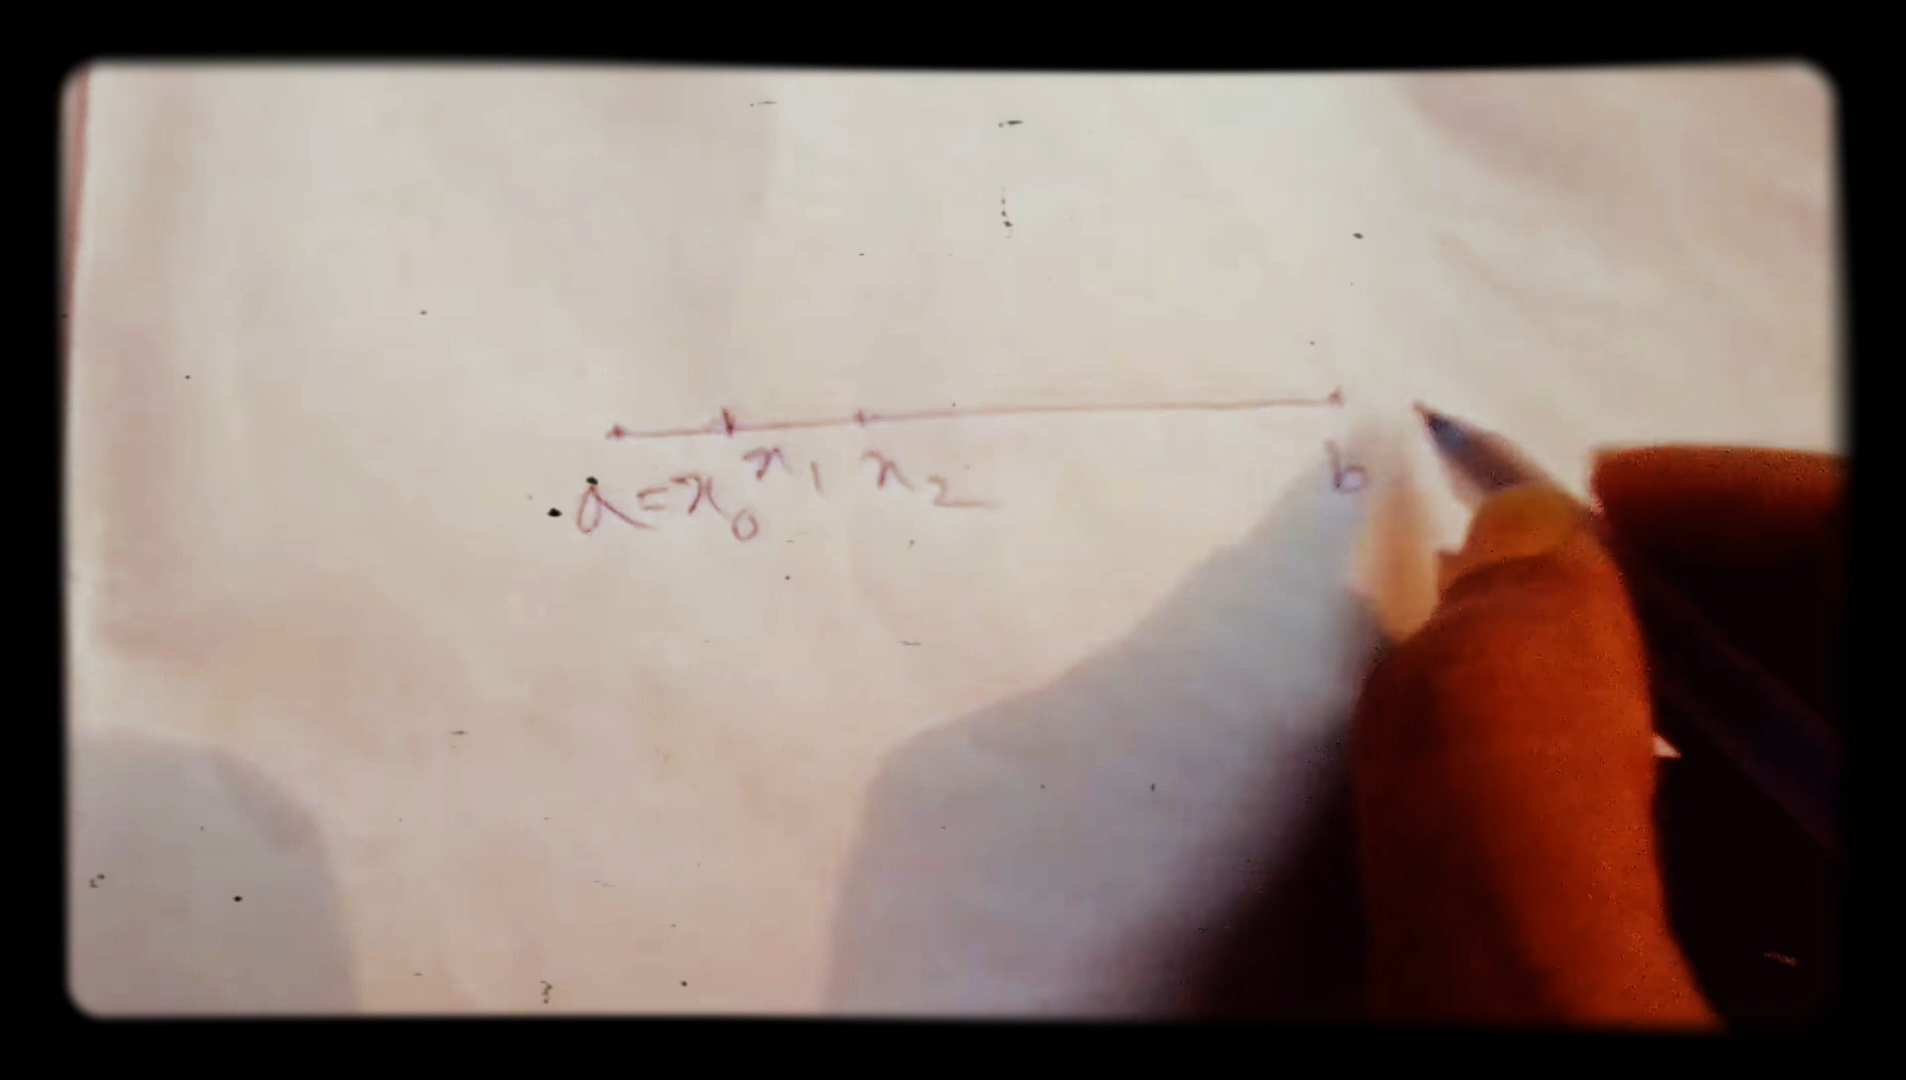 a = x₀ x₁ x₂ b